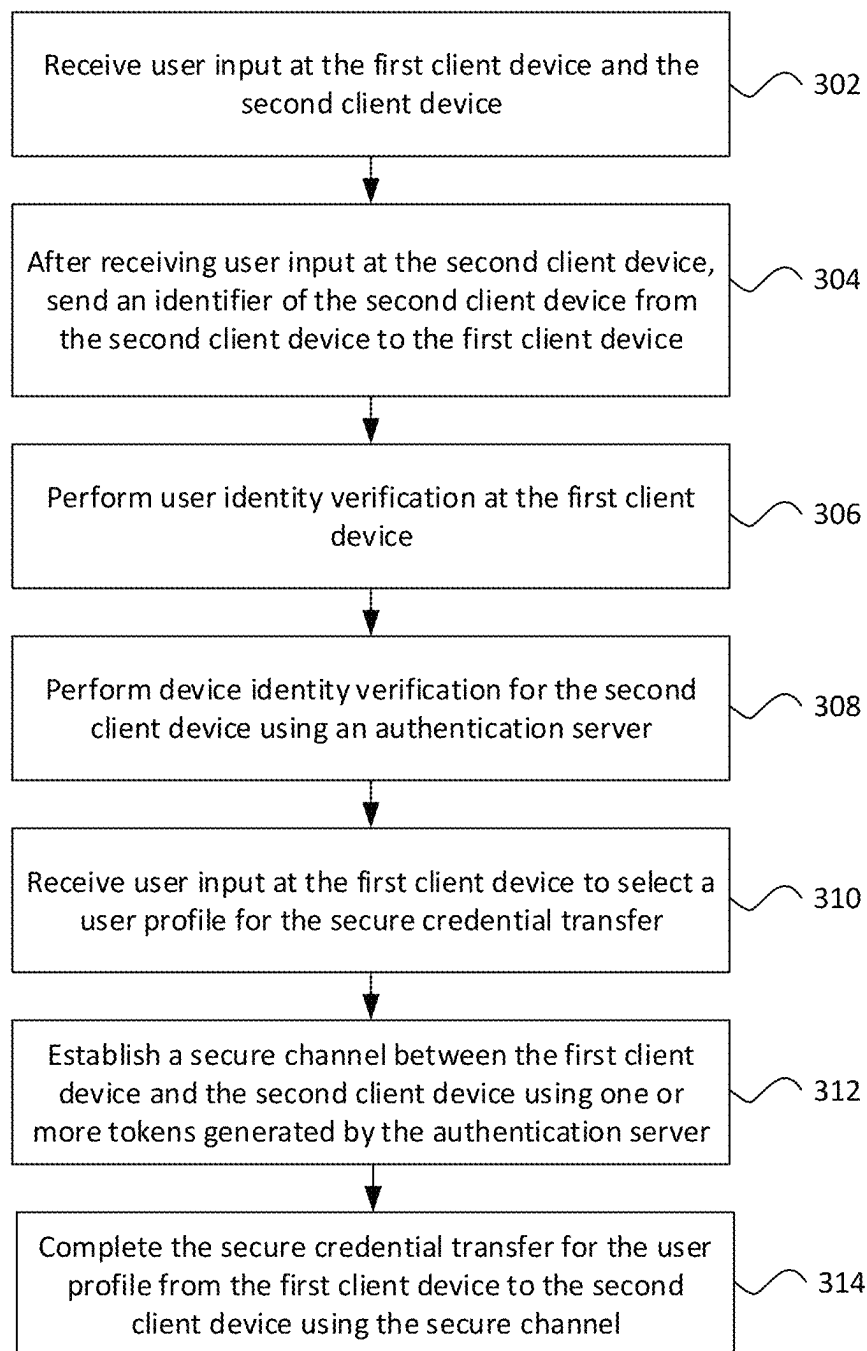 Receive user input at the first client device and the
second client device
302
After receiving user input at the second client device,
send an identifier of the second client device from
the second client device to the first client device
304
Perform user identity verification at the first client
device
306
Perform device identity verification for the second
client device using an authentication server
308
Receive user input at the first client device to select a
user profile for the secure credential transfer
310
Establish a secure channel between the first client
device and the second client device using one or
more tokens generated by the authentication server
312
Complete the secure credential transfer for the user
profile from the first client device to the second
client device using the secure channel
314